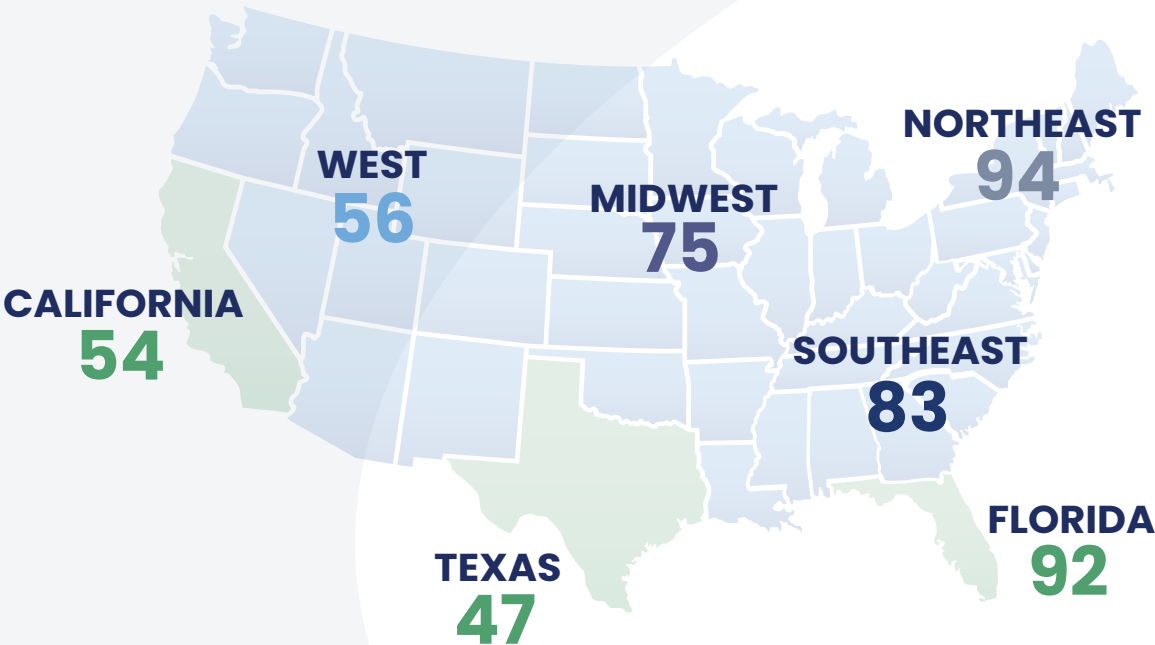 NORTHEAST
94
WEST
56
MIDWEST
75
CALIFORNIA
54
SOUTHEAST
83
FLORIDA
92
TEXAS
47